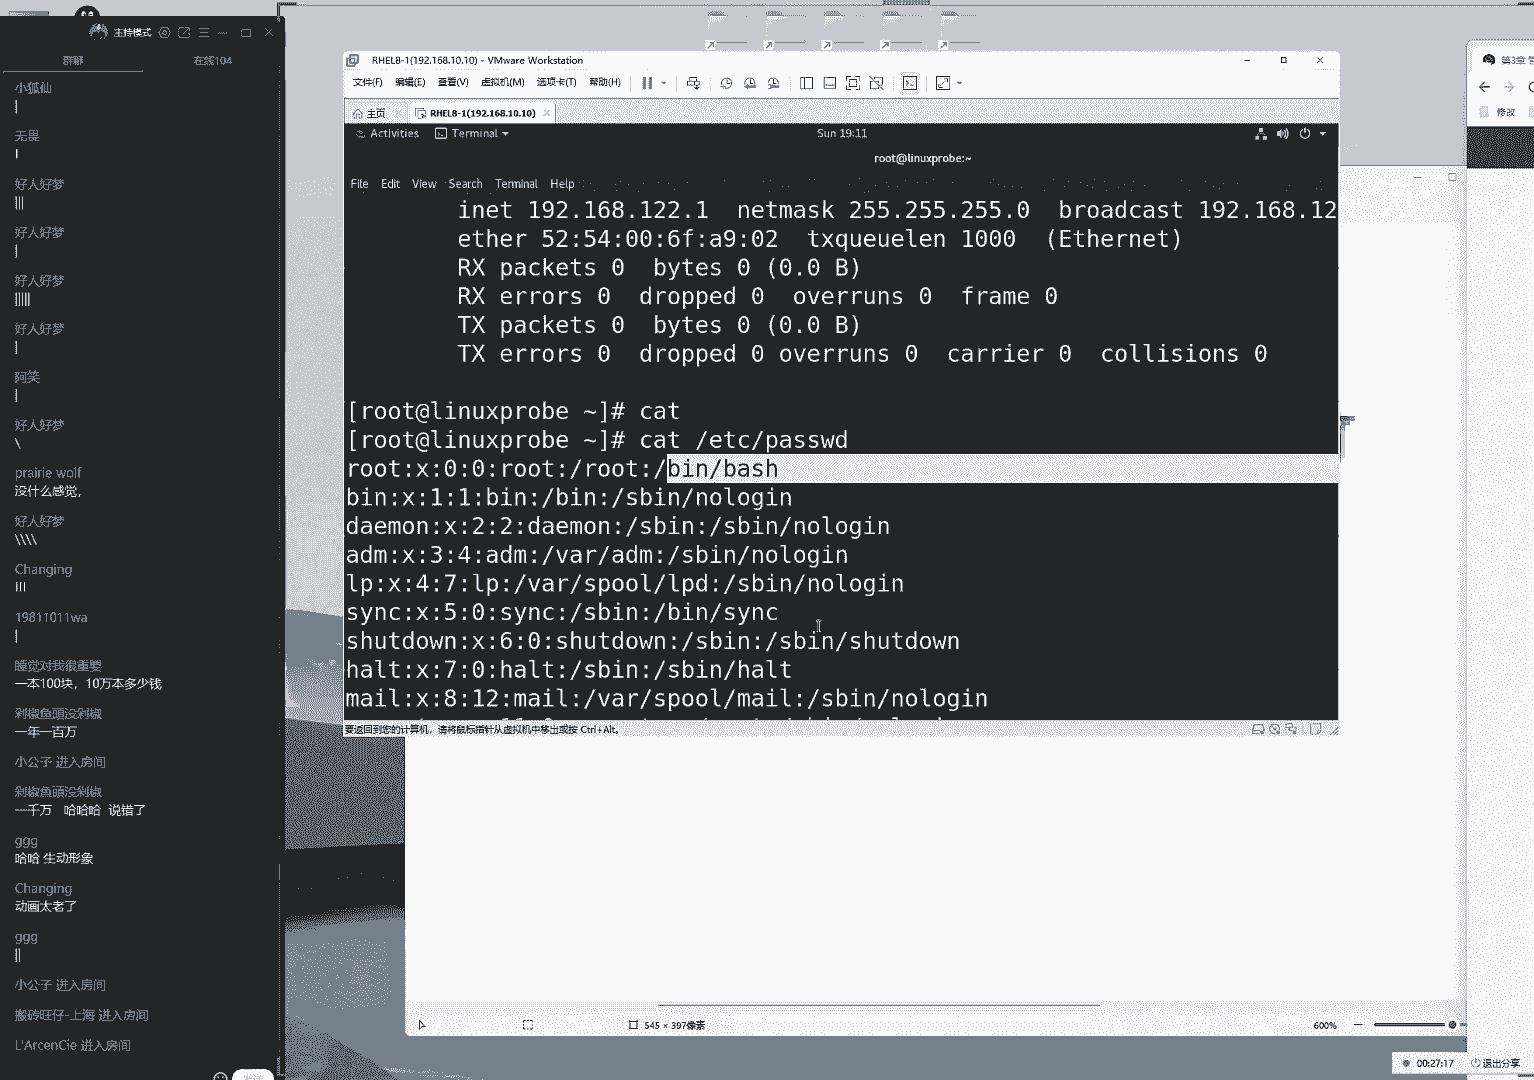 主持模式
群聊
在线104
小狐仙
|
无畏
I
好人好梦
|||
好人好梦
|
好人好梦
|||||
好人好梦
|
阿笑
|
好人好梦
\
prairie wolf
没什么感觉,
好人好梦
\\\\
Changing
III
19811011wa
|
睡觉对我很重要
一本100块，10万本多少钱
剁椒鱼頭没剁椒
一年一百万
小公子 进入房间
剁椒鱼頭没剁椒
一千万 哈哈哈 说错了
ggg
哈哈 生动形象
Changing
动画太老了
ggg
||
小公子 进入房间
搬砖旺仔-上海 进入房间
L'ArcenCie 进入房间
RHEL8-1(192.168.10.10) - VMware Workstation
文件(F) 编辑(E) 查看(V) 虚拟机(M) 选项卡(T) 帮助(H)
主页
RHEL8-1(192.168.10.10)
Activities
Terminal
Sun 19:11
root@linuxprobe:~
File Edit View Search Terminal Help
inet 192.168.122.1 netmask 255.255.255.0 broadcast 192.168.12
ether 52:54:00:6f:a9:02 txqueuelen 1000 (Ethernet)
RX packets 0 bytes 0 (0.0 B)
RX errors 0 dropped 0 overruns 0 frame 0
TX packets 0 bytes 0 (0.0 B)
TX errors 0 dropped 0 overruns 0 carrier 0 collisions 0
[root@linuxprobe ~]# cat
[root@linuxprobe ~]# cat /etc/passwd
root:x:0:0:root:/root:/bin/bash
bin:x:1:1:bin:/bin:/sbin/nologin
daemon:x:2:2:daemon:/sbin:/sbin/nologin
adm:x:3:4:adm:/var/adm:/sbin/nologin
lp:x:4:7:lp:/var/spool/lpd:/sbin/nologin
sync:x:5:0:sync:/sbin:/bin/sync
shutdown:x:6:0:shutdown:/sbin:/sbin/shutdown
halt:x:7:0:halt:/sbin:/sbin/halt
mail:x:8:12:mail:/var/spool/mail:/sbin/nologin
要返回到您的计算机，请将鼠标指针从虚拟机中移出或按 Ctrl+Alt。
545 × 397像素
600%
第3章
修改
00:27:17
退出分享